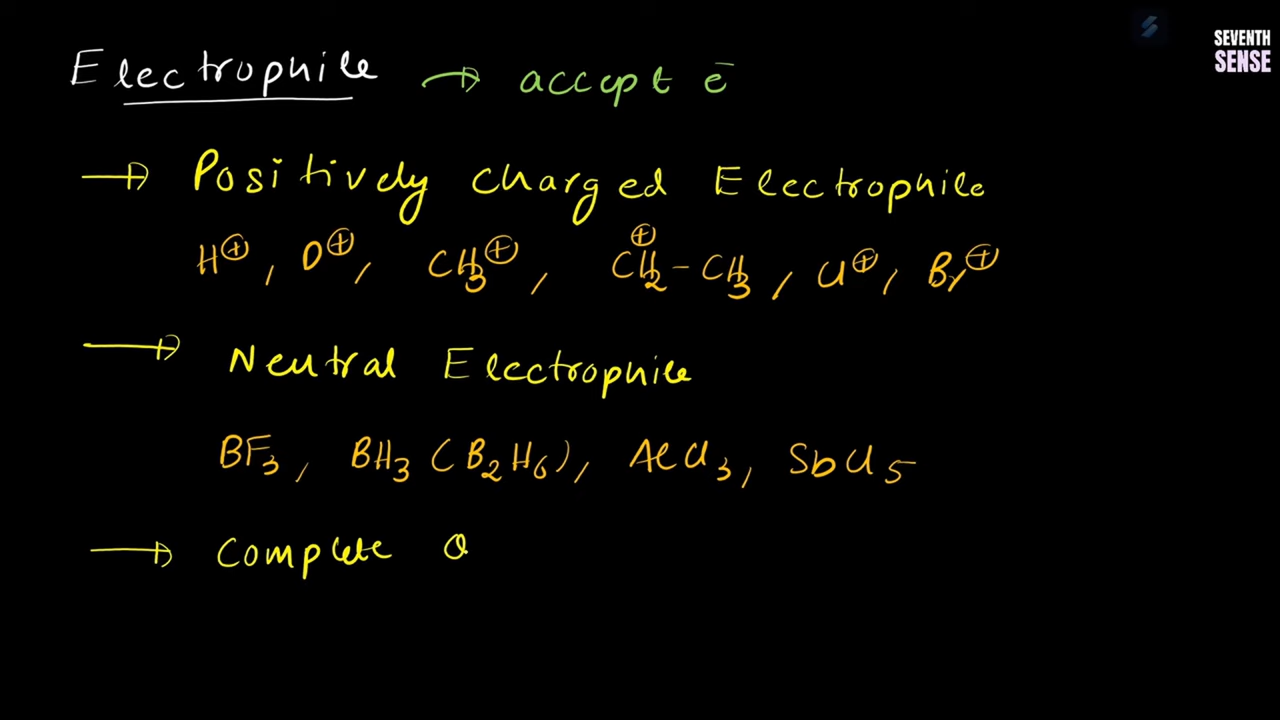 SEVENTH
SENSE
Electrophile → accept e⁻
→ Positively charged Electrophile
H⊕, D⊕, CH₃⊕, C⊕H₂–CH₃, Cl⊕, Br⊕
→ Neutral Electrophile
BF₃, BH₃ (B₂H₆), AlCl₃, SbCl₅
→ Complete O